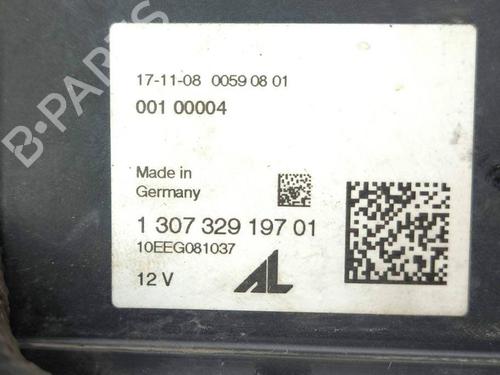 B-PARTS
17-11-08 0059 08 01
001 00004
Made in
Germany
1 307 329 197 01
10EEG081037
12 V
AL